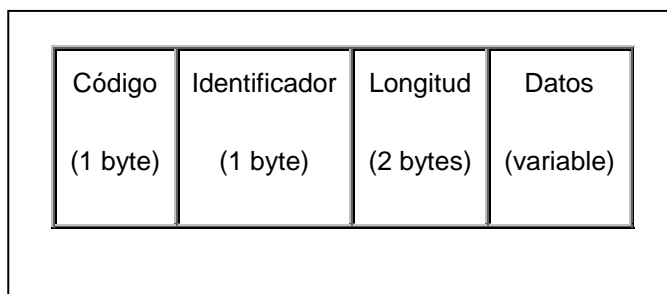 Código Identificador Longitud Datos
(1 byte) (1 byte) (2 bytes) (variable)